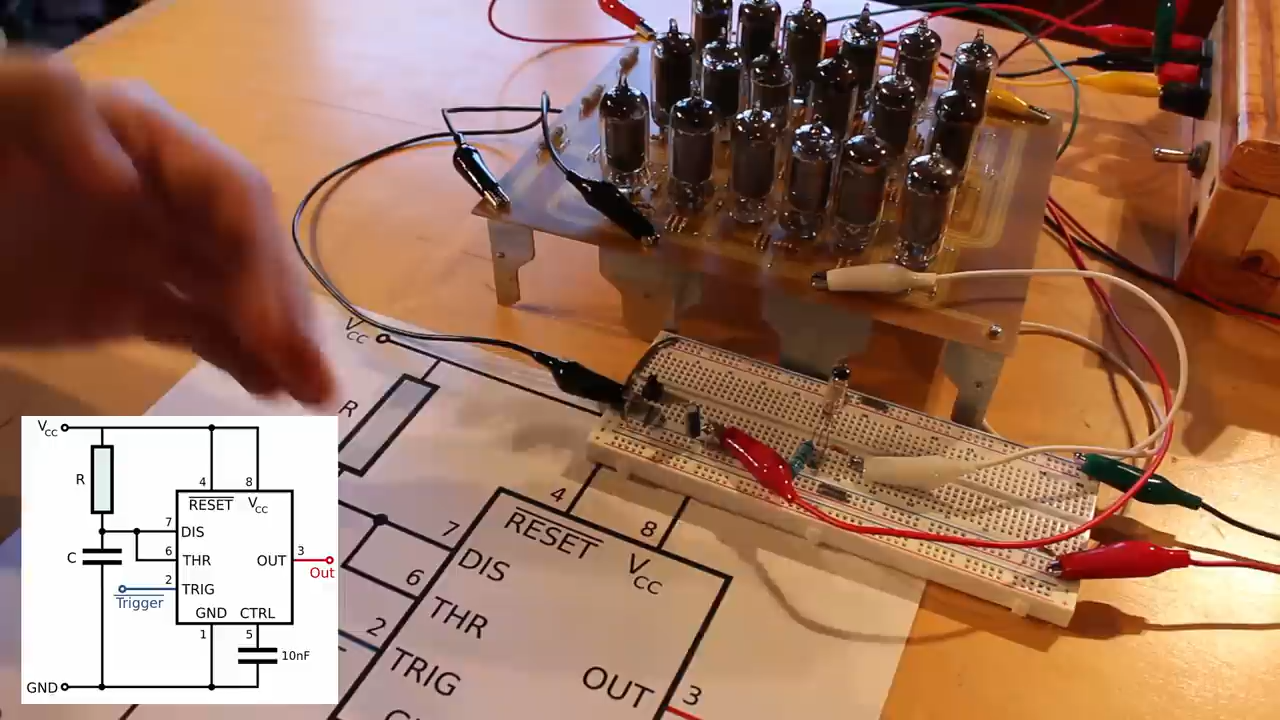 VCC
R
4 8
RESET VCC
7
DIS
C
6
THR
OUT
3
Out
2
TRIG
Trigger
GND CTRL
1 5
10nF
GND
VCC
R
4
8
RESET
VCC
7
DIS
6
THR
2
TRIG
OUT
3